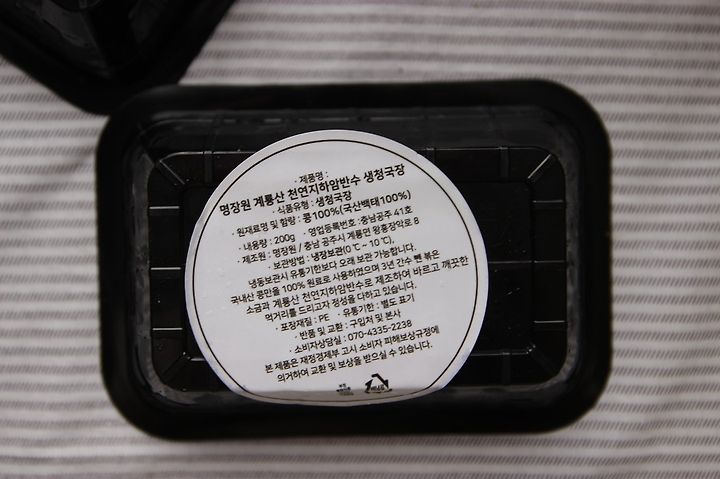 · 제품명 :
명장원 계룡산 천연지하암반수 생청국장
· 식품유형 : 생청국장
· 원재료명 및 함량 : 콩100%(국산백태100%)
· 내용량 : 200g · 영업등록번호 :충남공주 41호
· 제조원 : 명장원 / 충남 공주시 계룡면 왕흥장악로 8
· 보관방법 : 냉장보관(0℃ ~ 10℃),
냉동보관시 유통기한보다 오래 보관 가능합니다.
국내산 콩만을 100% 원료로 사용하였으며 3년 간수 뺀 볶은
소금과 계룡산 천연지하암반수로 제조하여 바르고 깨끗한
먹거리를 드리고자 정성을 다하고 있습니다.
· 포장재질 : PE · 유통기한 : 별도 표기
· 반품 및 교환 : 구입처 및 본사
· 소비자상담실 : 070-4335-2238
본 제품은 재정경제부 고시 소비자 피해보상규정에
의거하여 교환 및 보상을 받으실 수 있습니다.